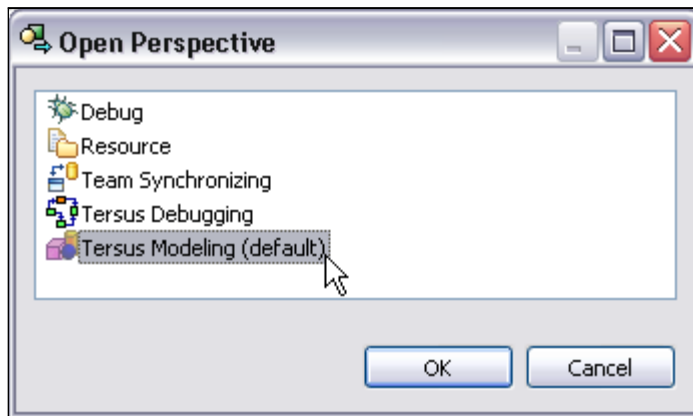 Open Perspective
Debug
Resource
Team Synchronizing
Tersus Debugging
Tersus Modeling (default)
OK
Cancel